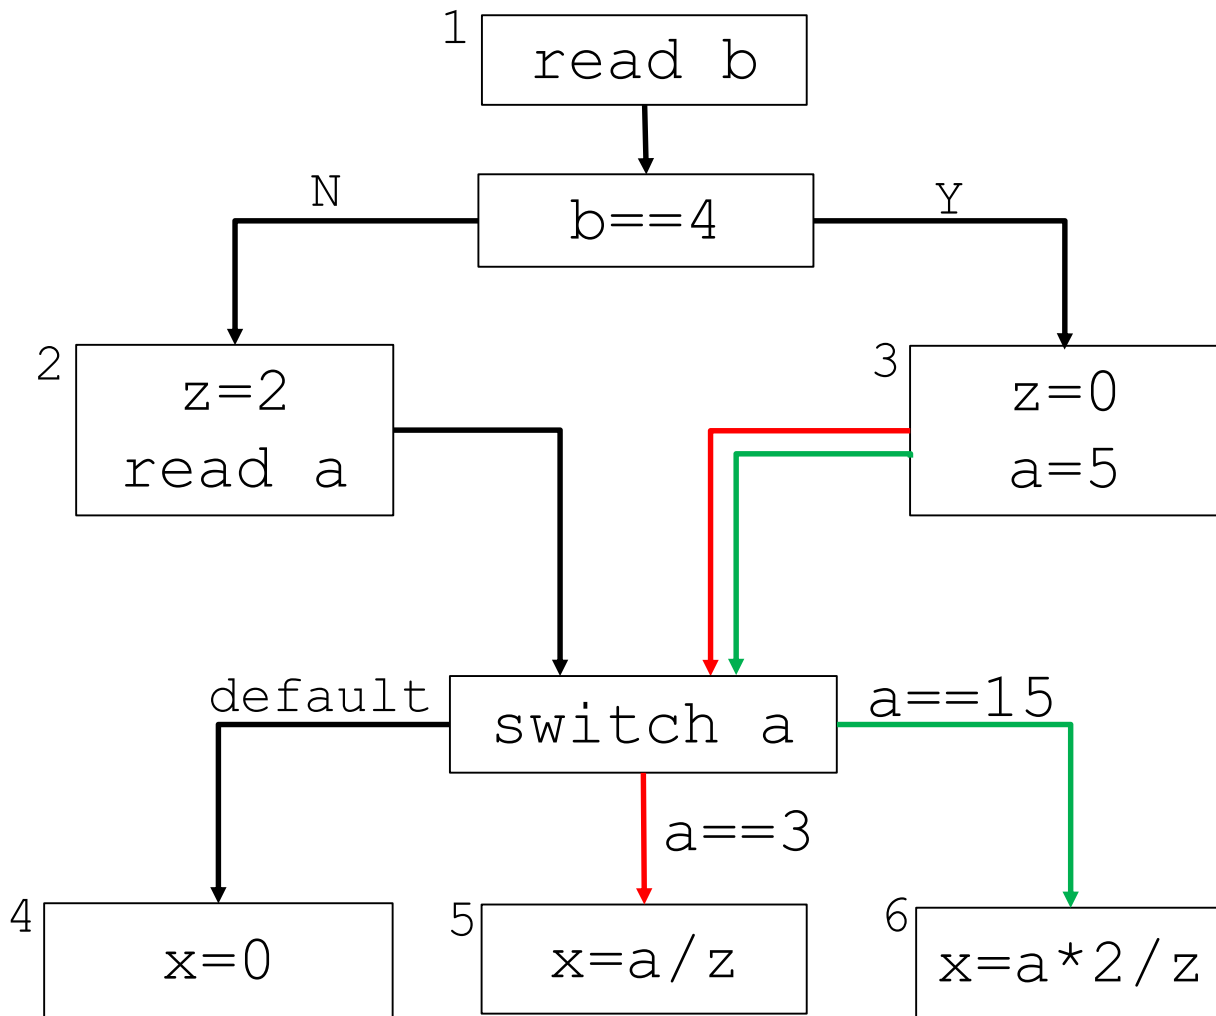 1
read b
N
b==4
Y
2
z=2
read a
3
z=0
a=5
default
switch a
a==15
a==3
4
x=0
5
x=a/z
6
x=a*2/z